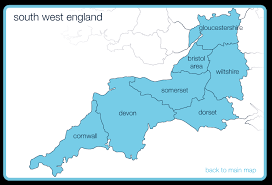 south west england
gloucestershire
bristol
area
wiltshire
somerset
devon
dorset
cornwall
back to main map